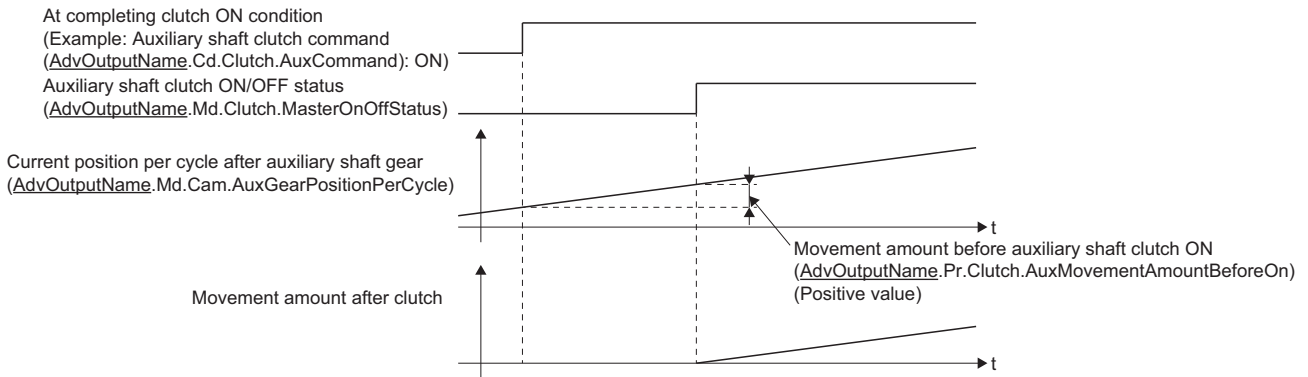 At completing clutch ON condition
(Example: Auxiliary shaft clutch command
(AdvOutputName.Cd.Clutch.AuxCommand): ON)
Auxiliary shaft clutch ON/OFF status
(AdvOutputName.Md.Clutch.MasterOnOffStatus)
Current position per cycle after auxiliary shaft gear
(AdvOutputName.Md.Cam.AuxGearPositionPerCycle)
t
Movement amount before auxiliary shaft clutch ON
(AdvOutputName.Pr.Clutch.AuxMovementAmountBeforeOn)
(Positive value)
Movement amount after clutch
t